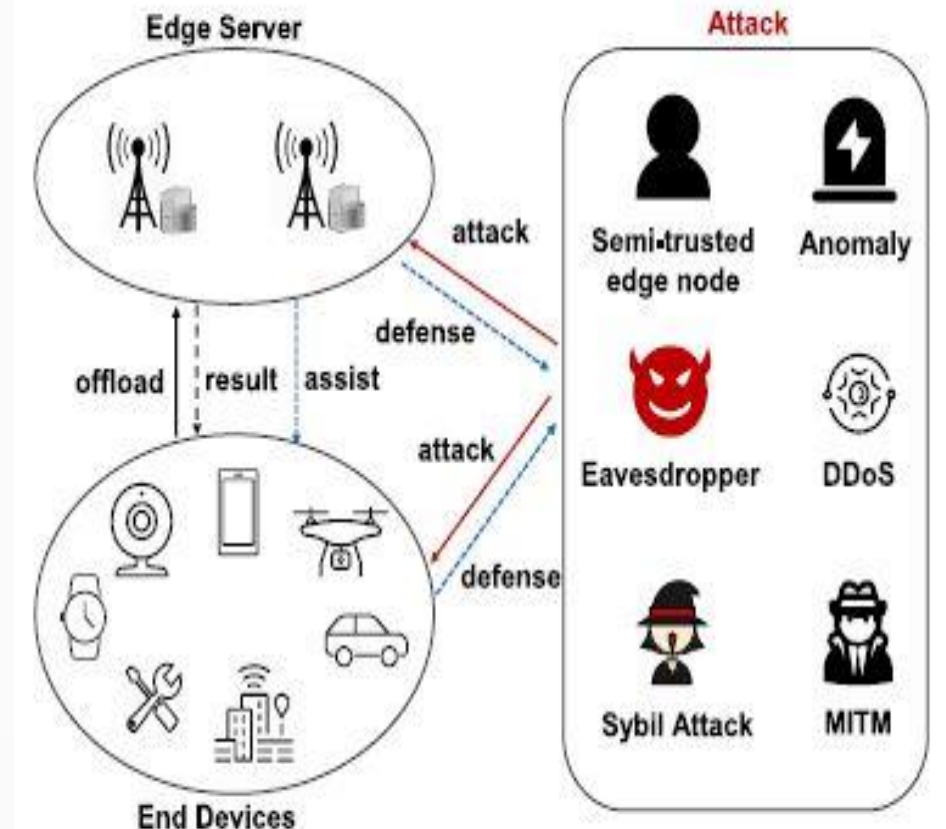 Edge Server
Attack
attack
defense
offload
result
assist
attack
defense
End Devices
Semi-trusted
edge node
Anomaly
Eavesdropper
DDoS
Sybil Attack
MITM